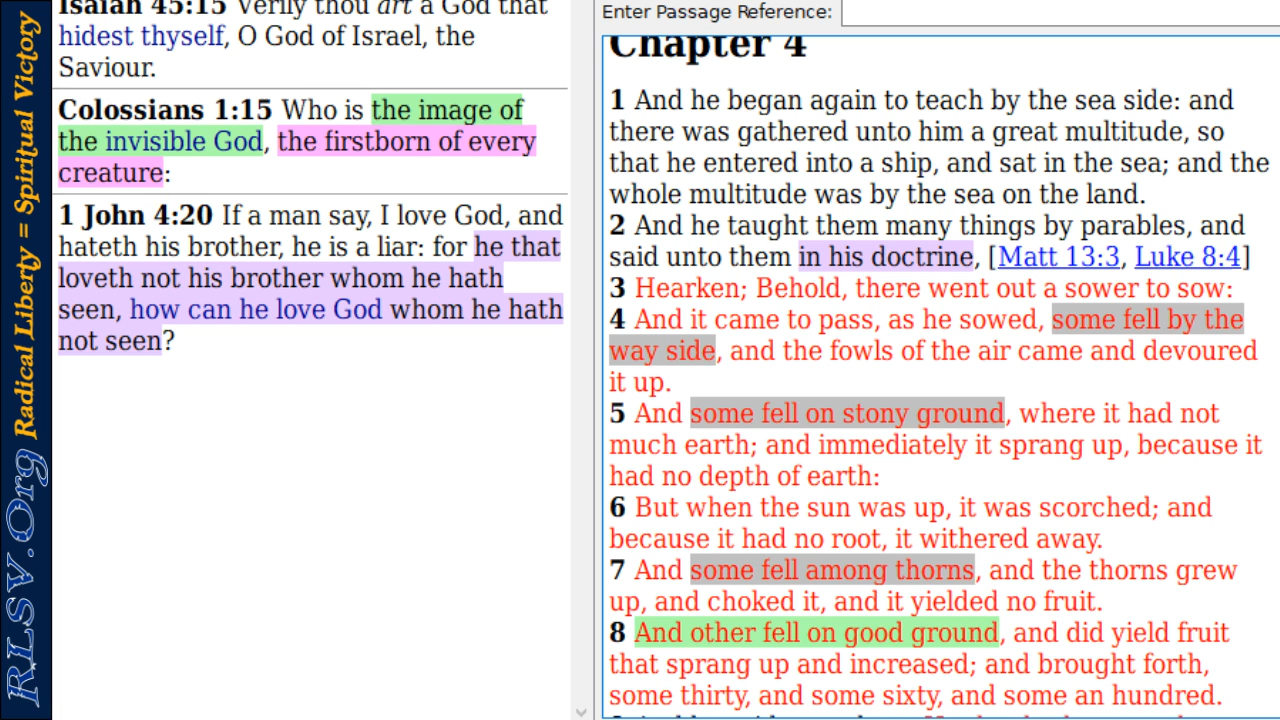 RLSV.Org Radical Liberty = Spiritual Victory
Isaiah 45:15 Verily thou art a God that
hidest thyself, O God of Israel, the
Saviour.
Colossians 1:15 Who is the image of
the invisible God, the firstborn of every
creature:
1 John 4:20 If a man say, I love God, and
hateth his brother, he is a liar: for he that
loveth not his brother whom he hath
seen, how can he love God whom he hath
not seen?
Enter Passage Reference:
Chapter 4
1 And he began again to teach by the sea side: and
there was gathered unto him a great multitude, so
that he entered into a ship, and sat in the sea; and the
whole multitude was by the sea on the land.
2 And he taught them many things by parables, and
said unto them in his doctrine, [Matt 13:3, Luke 8:4]
3 Hearken; Behold, there went out a sower to sow:
4 And it came to pass, as he sowed, some fell by the
way side, and the fowls of the air came and devoured
it up.
5 And some fell on stony ground, where it had not
much earth; and immediately it sprang up, because it
had no depth of earth:
6 But when the sun was up, it was scorched; and
because it had no root, it withered away.
7 And some fell among thorns, and the thorns grew
up, and choked it, and it yielded no fruit.
8 And other fell on good ground, and did yield fruit
that sprang up and increased; and brought forth,
some thirty, and some sixty, and some an hundred.